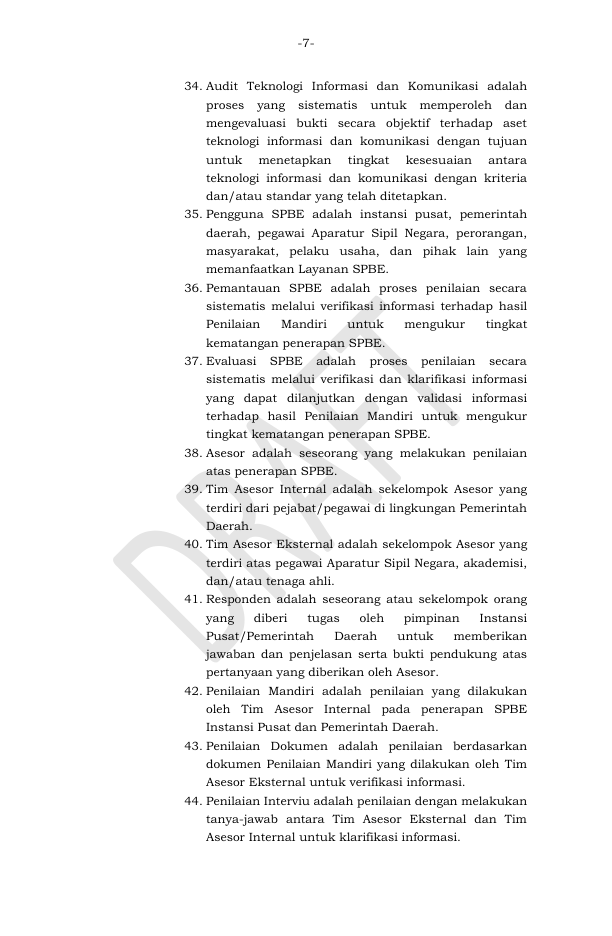 -7-
34. Audit Teknologi Informasi dan Komunikasi adalah
proses yang sistematis untuk memperoleh dan
mengevaluasi bukti secara objektif terhadap aset
teknologi informasi dan komunikasi dengan tujuan
untuk menetapkan tingkat kesesuaian antara
teknologi informasi dan komunikasi dengan kriteria
dan/atau standar yang telah ditetapkan.
35. Pengguna SPBE adalah instansi pusat, pemerintah
daerah, pegawai Aparatur Sipil Negara, perorangan,
masyarakat, pelaku usaha, dan pihak lain yang
memanfaatkan Layanan SPBE.
36. Pemantauan SPBE adalah proses penilaian secara
sistematis melalui verifikasi informasi terhadap hasil
Penilaian Mandiri untuk mengukur tingkat
kematangan penerapan SPBE.
37. Evaluasi SPBE adalah proses penilaian secara
sistematis melalui verifikasi dan klarifikasi informasi
yang dapat dilanjutkan dengan validasi informasi
terhadap hasil Penilaian Mandiri untuk mengukur
tingkat kematangan penerapan SPBE.
38. Asesor adalah seseorang yang melakukan penilaian
atas penerapan SPBE.
39. Tim Asesor Internal adalah sekelompok Asesor yang
terdiri dari pejabat/pegawai di lingkungan Pemerintah
Daerah.
40. Tim Asesor Eksternal adalah sekelompok Asesor yang
terdiri atas pegawai Aparatur Sipil Negara, akademisi,
dan/atau tenaga ahli.
41. Responden adalah seseorang atau sekelompok orang
yang diberi tugas oleh pimpinan Instansi
Pusat/Pemerintah Daerah untuk memberikan
jawaban dan penjelasan serta bukti pendukung atas
pertanyaan yang diberikan oleh Asesor.
42. Penilaian Mandiri adalah penilaian yang dilakukan
oleh Tim Asesor Internal pada penerapan SPBE
Instansi Pusat dan Pemerintah Daerah.
43. Penilaian Dokumen adalah penilaian berdasarkan
dokumen Penilaian Mandiri yang dilakukan oleh Tim
Asesor Eksternal untuk verifikasi informasi.
44. Penilaian Interviu adalah penilaian dengan melakukan
tanya-jawab antara Tim Asesor Eksternal dan Tim
Asesor Internal untuk klarifikasi informasi.
DRAFT